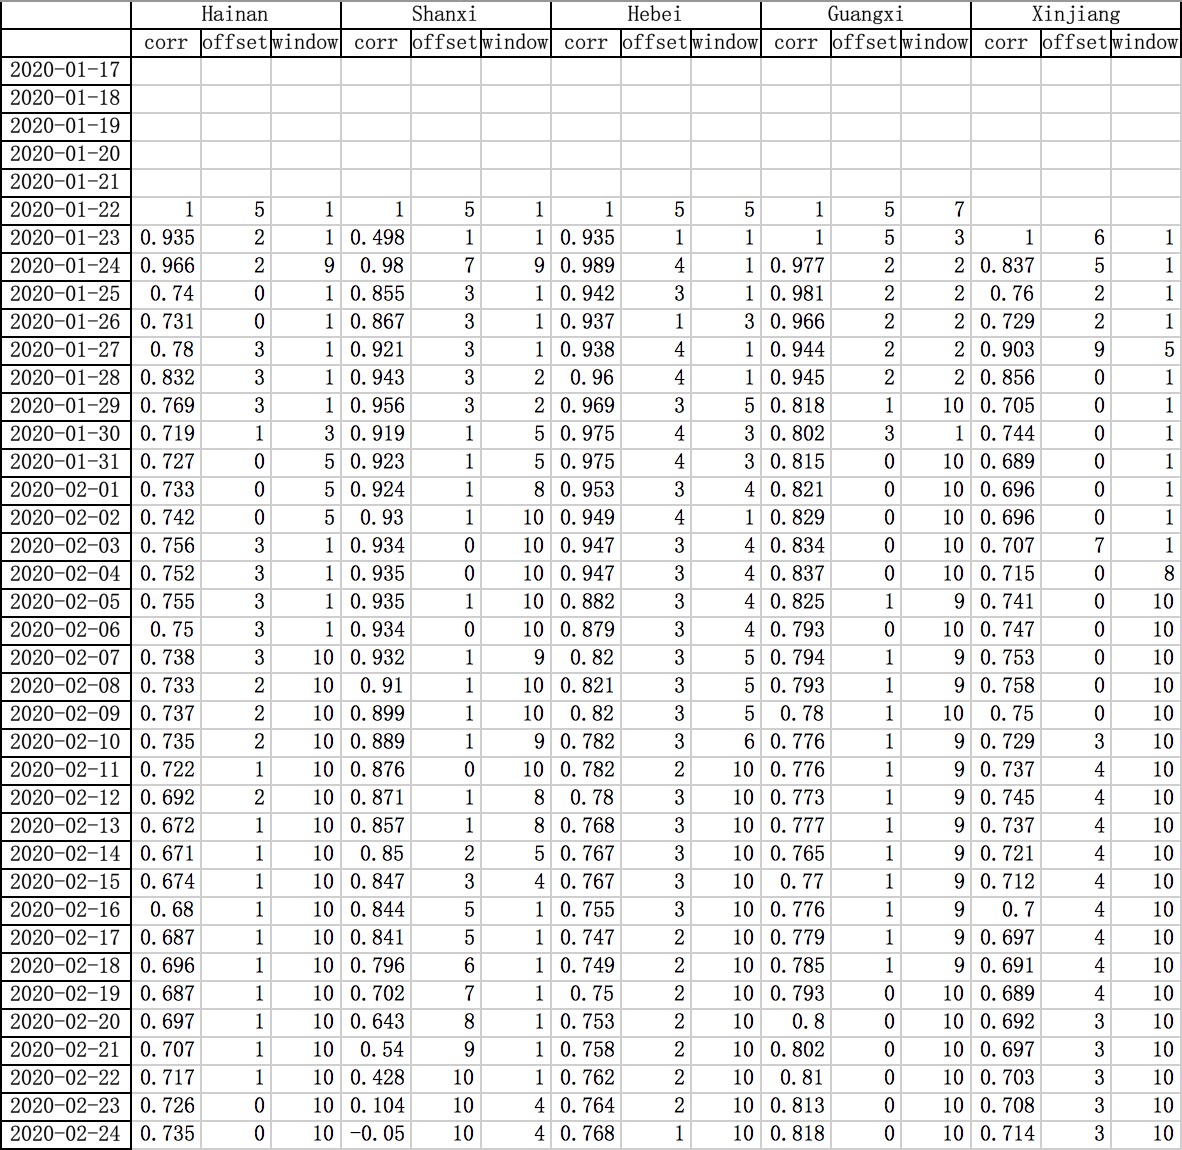 Hainan Shanxi Hebei Guangxi Xinjiang
corr offset window corr offset window corr offset window corr offset window corr offset window
2020-01-17
2020-01-18
2020-01-19
2020-01-20
2020-01-21
2020-01-22 1 5 1 1 5 1 1 5 5 1 5 7
2020-01-23 0.935 2 1 0.498 1 1 0.935 1 1 1 5 3 1 6 1
2020-01-24 0.966 2 9 0.98 7 9 0.989 4 1 0.977 2 2 0.837 5 1
2020-01-25 0.74 0 1 0.855 3 1 0.942 3 1 0.981 2 2 0.76 2 1
2020-01-26 0.731 0 1 0.867 3 1 0.937 1 3 0.966 2 2 0.729 2 1
2020-01-27 0.78 3 1 0.921 3 1 0.938 4 1 0.944 2 2 0.903 9 5
2020-01-28 0.832 3 1 0.943 3 2 0.96 4 1 0.945 2 2 0.856 0 1
2020-01-29 0.769 3 1 0.956 3 2 0.969 3 5 0.818 1 10 0.705 0 1
2020-01-30 0.719 1 3 0.919 1 5 0.975 4 3 0.802 3 1 0.744 0 1
2020-01-31 0.727 0 5 0.923 1 5 0.975 4 3 0.815 0 10 0.689 0 1
2020-02-01 0.733 0 5 0.924 1 8 0.953 3 4 0.821 0 10 0.696 0 1
2020-02-02 0.742 0 5 0.93 1 10 0.949 4 1 0.829 0 10 0.696 0 1
2020-02-03 0.756 3 1 0.934 0 10 0.947 3 4 0.834 0 10 0.707 7 1
2020-02-04 0.752 3 1 0.935 0 10 0.947 3 4 0.837 0 10 0.715 0 8
2020-02-05 0.755 3 1 0.935 1 10 0.882 3 4 0.825 1 9 0.741 0 10
2020-02-06 0.75 3 1 0.934 0 10 0.879 3 4 0.793 0 10 0.747 0 10
2020-02-07 0.738 3 10 0.932 1 9 0.82 3 5 0.794 1 9 0.753 0 10
2020-02-08 0.733 2 10 0.91 1 10 0.821 3 5 0.793 1 9 0.758 0 10
2020-02-09 0.737 2 10 0.899 1 10 0.82 3 5 0.78 1 10 0.75 0 10
2020-02-10 0.735 2 10 0.889 1 9 0.782 3 6 0.776 1 9 0.729 3 10
2020-02-11 0.722 1 10 0.876 0 10 0.782 2 10 0.776 1 9 0.737 4 10
2020-02-12 0.692 2 10 0.871 1 8 0.78 3 10 0.773 1 9 0.745 4 10
2020-02-13 0.672 1 10 0.857 1 8 0.768 3 10 0.777 1 9 0.737 4 10
2020-02-14 0.671 1 10 0.85 2 5 0.767 3 10 0.765 1 9 0.721 4 10
2020-02-15 0.674 1 10 0.847 3 4 0.767 3 10 0.77 1 9 0.712 4 10
2020-02-16 0.68 1 10 0.844 5 1 0.755 3 10 0.776 1 9 0.7 4 10
2020-02-17 0.687 1 10 0.841 5 1 0.747 2 10 0.779 1 9 0.697 4 10
2020-02-18 0.696 1 10 0.796 6 1 0.749 2 10 0.785 1 9 0.691 4 10
2020-02-19 0.687 1 10 0.702 7 1 0.75 2 10 0.793 0 10 0.689 4 10
2020-02-20 0.697 1 10 0.643 8 1 0.753 2 10 0.8 0 10 0.692 3 10
2020-02-21 0.707 1 10 0.54 9 1 0.758 2 10 0.802 0 10 0.697 3 10
2020-02-22 0.717 1 10 0.428 10 1 0.762 2 10 0.81 0 10 0.703 3 10
2020-02-23 0.726 0 10 0.104 10 4 0.764 2 10 0.813 0 10 0.708 3 10
2020-02-24 0.735 0 10 -0.05 10 4 0.768 1 10 0.818 0 10 0.714 3 10